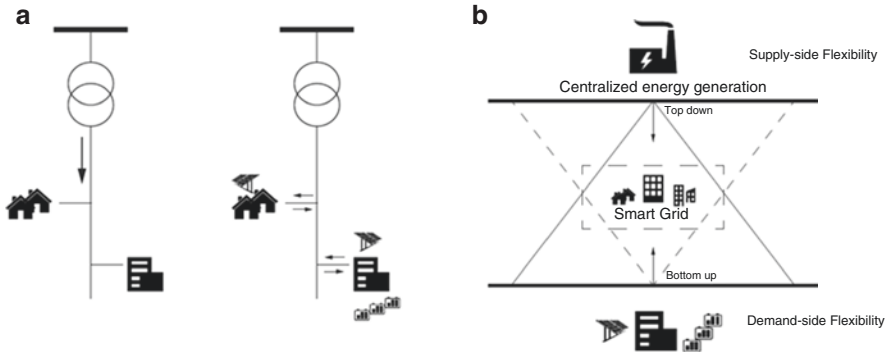 a
b
Supply-side Flexibility
Centralized energy generation
Top down
Smart Grid
Bottom up
Demand-side Flexibility